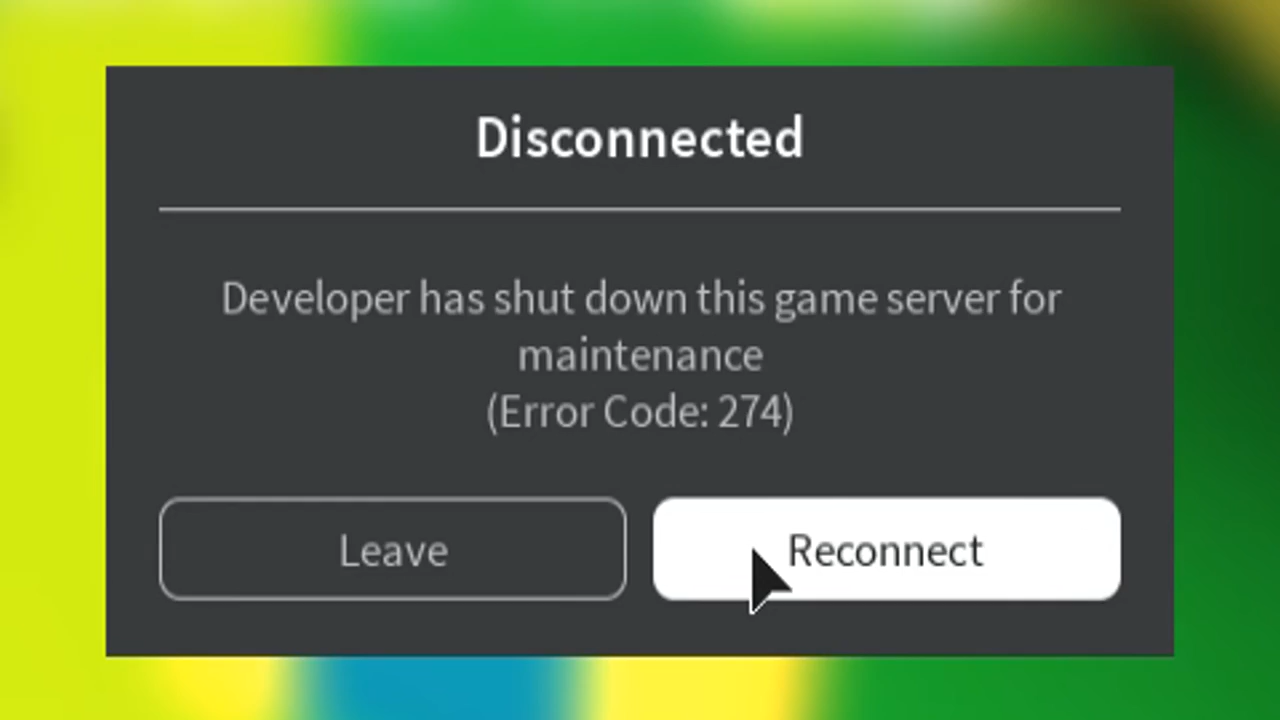 Disconnected
Developer has shut down this game server for
maintenance
(Error Code: 274)
Leave
Reconnect